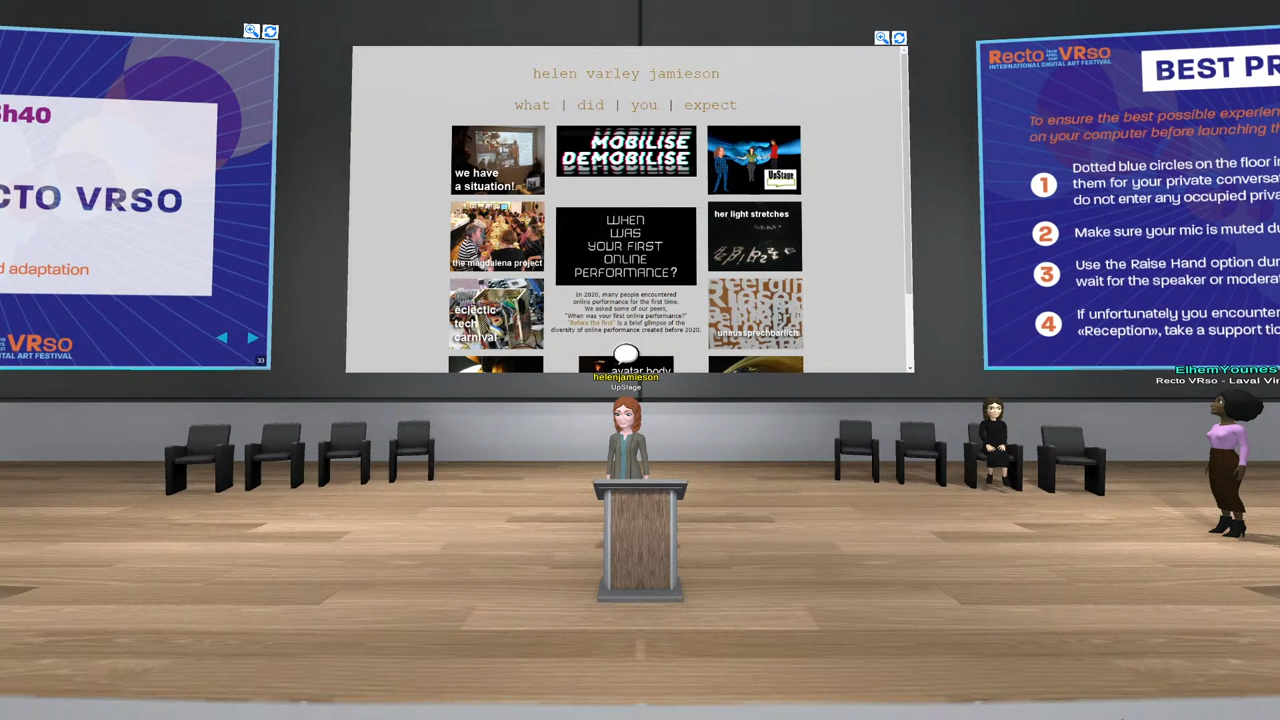 h40
CTO VRSO
d adaptation
VRso
TAL ART FESTIVAL
33
helen varley jamieson
what | did | you | expect
we have
a situation!
MOBILISE
DEMOBILISE
UpStage
the magdalena project
WHEN
WAS
YOUR FIRST
ONLINE
PERFORMANCE?
her light stretches
eclectic
tech
carnival
In 2020, many people encountered
online performance for the first time.
We asked some of our peers,
"When was your first online performance?"
"Before the first" is a brief glimpse of the
diversity of online performance created before 2020.
unaussprechbarlich
avatar body
helenjamieson
UpStage
Recto VRso
INTERNATIONAL DIGITAL ART FESTIVAL
BEST PR
To ensure the best possible experien
on your computer before launching th
1 Dotted blue circles on the floor in
them for your private conversat
do not enter any occupied priva
2 Make sure your mic is muted du
3 Use the Raise Hand option dur
wait for the speaker or modera
4 If unfortunately you encounter
«Reception», take a support tic
ElhemYounes
Recto VRso - Laval Vir